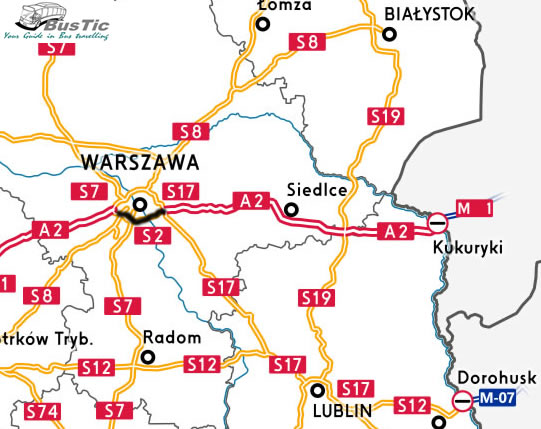 BusTic
Your Guide in Bus travelling
Łomża
BIAŁYSTOK
S7
S8
S19
S8
WARSZAWA
S7
S17
A2
Siedlce
M 1
A2
S2
A2
Kukuryki
1
S8
S7
S17
S19
trków Tryb.
Radom
S12
S12
S17
S17
Dorohusk
M-07
S74
S7
LUBLIN
S12